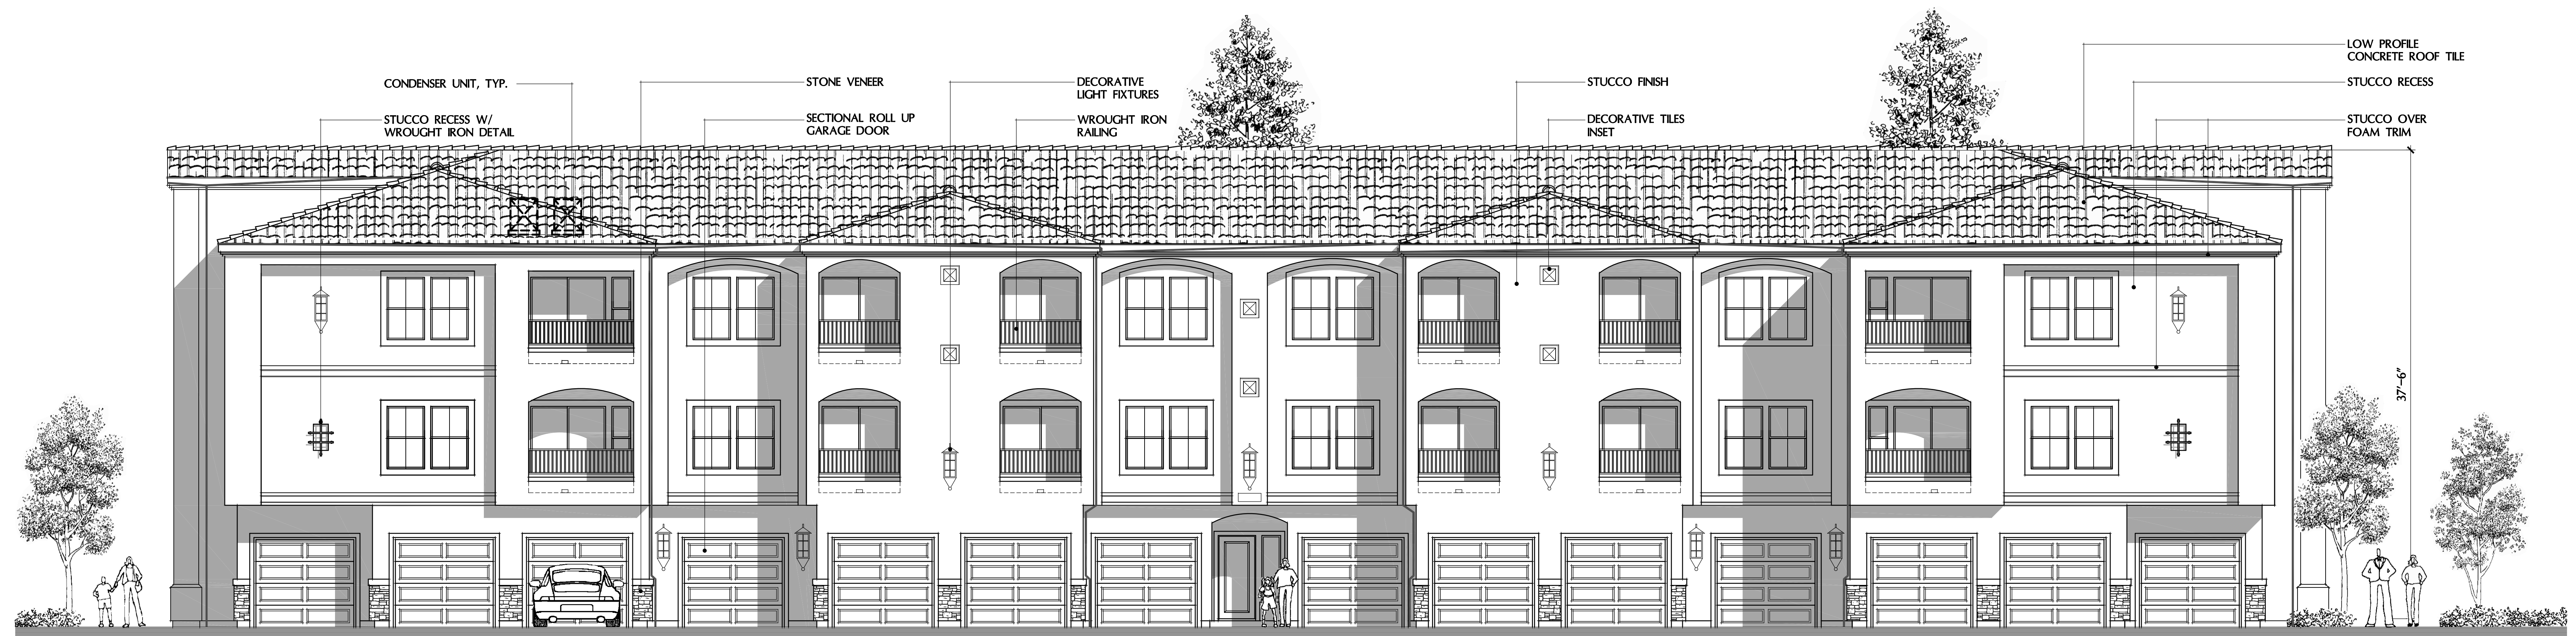 CONDENSER UNIT, TYP.
STUCCO RECESS W/
WROUGHT IRON DETAIL
STONE VENEER
SECTIONAL ROLL UP
GARAGE DOOR
DECORATIVE
LIGHT FIXTURES
WROUGHT IRON
RAILING
STUCCO FINISH
DECORATIVE TILES
INSET
LOW PROFILE
CONCRETE ROOF TILE
STUCCO RECESS
STUCCO OVER
FOAM TRIM
37'-6"